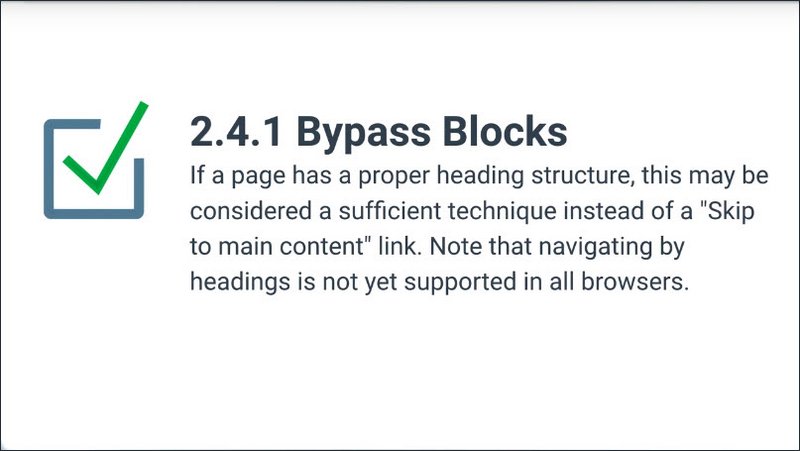 2.4.1 Bypass Blocks
If a page has a proper heading structure, this may be
considered a sufficient technique instead of a "Skip
to main content" link. Note that navigating by
headings is not yet supported in all browsers.